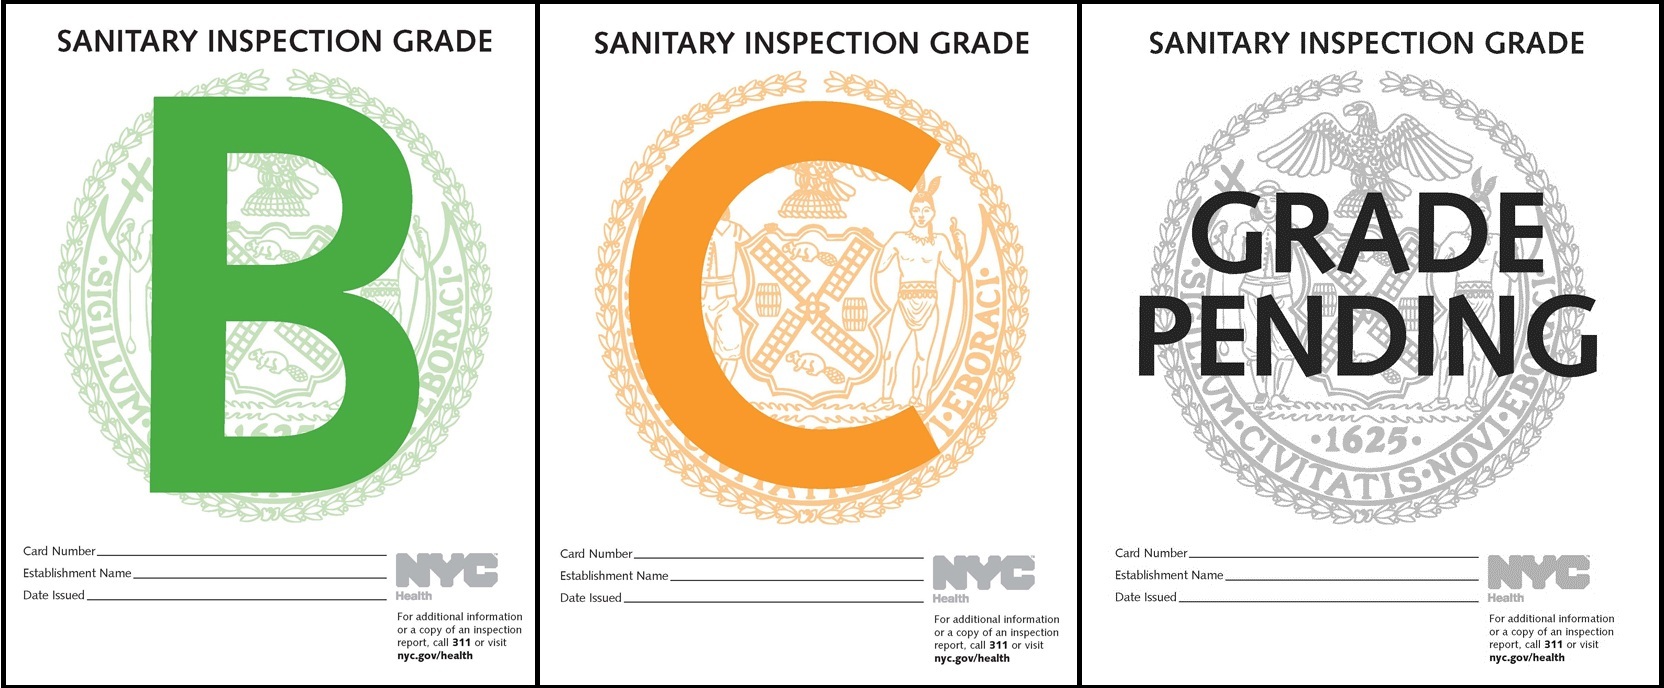 SANITARY INSPECTION GRADE
B
SIGILLUM
EBORACI
1625
Card Number
Establishment Name
Date Issued
NYC
Health
For additional information
or a copy of an inspection
report, call 311 or visit
nyc.gov/health
SANITARY INSPECTION GRADE
C
EBORACI
Card Number
Establishment Name
Date Issued
NYC
Health
For additional information
or a copy of an inspection
report, call 311 or visit
nyc.gov/health
SANITARY INSPECTION GRADE
GRADE
PENDING
·1625·
·SIGILLUM·CIVITATIS·NOVI·EBORACI·
Card Number
Establishment Name
Date Issued
NYC
Health
For additional information
or a copy of an inspection
report, call 311 or visit
nyc.gov/health